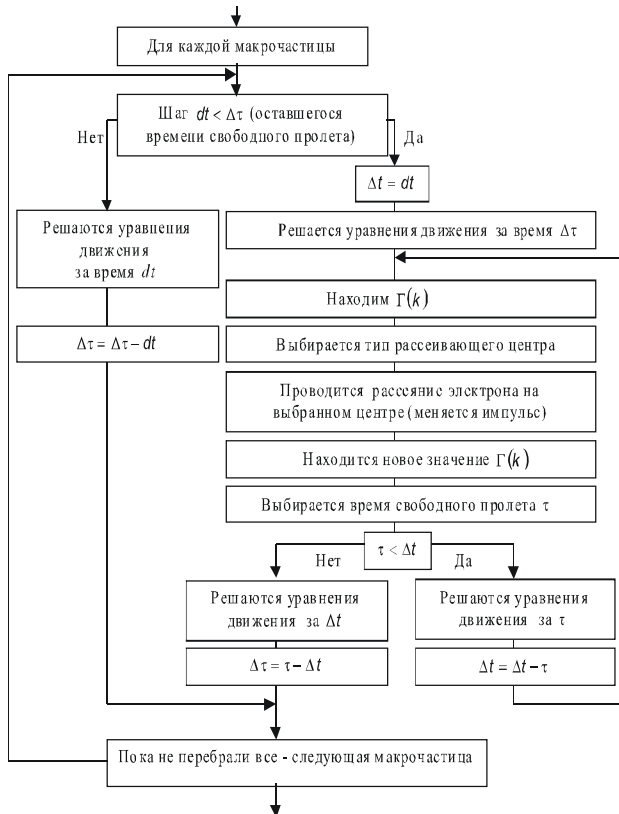 Для каждой макрочастицы
Шаг dt < Δτ (оставшегося
времени свободного пролета)
Нет
Да
Δt = dt
Решаются уравнения
движения
за время dt
Решается уравнения движения за время Δτ
Находим Γ(k)
Δτ = Δτ – dt
Выбирается тип рассеивающего центра
Проводится рассеяние электрона на
выбранном центре (меняется импульс)
Находится новое значение Γ(k)
Выбирается время свободного пролета τ
τ < Δt
Нет
Да
Решаются уравнения
движения за Δt
Решаются уравнения
движения за τ
Δτ = τ – Δt
Δt = Δt – τ
Пока не перебрали все - следующая макрочастица